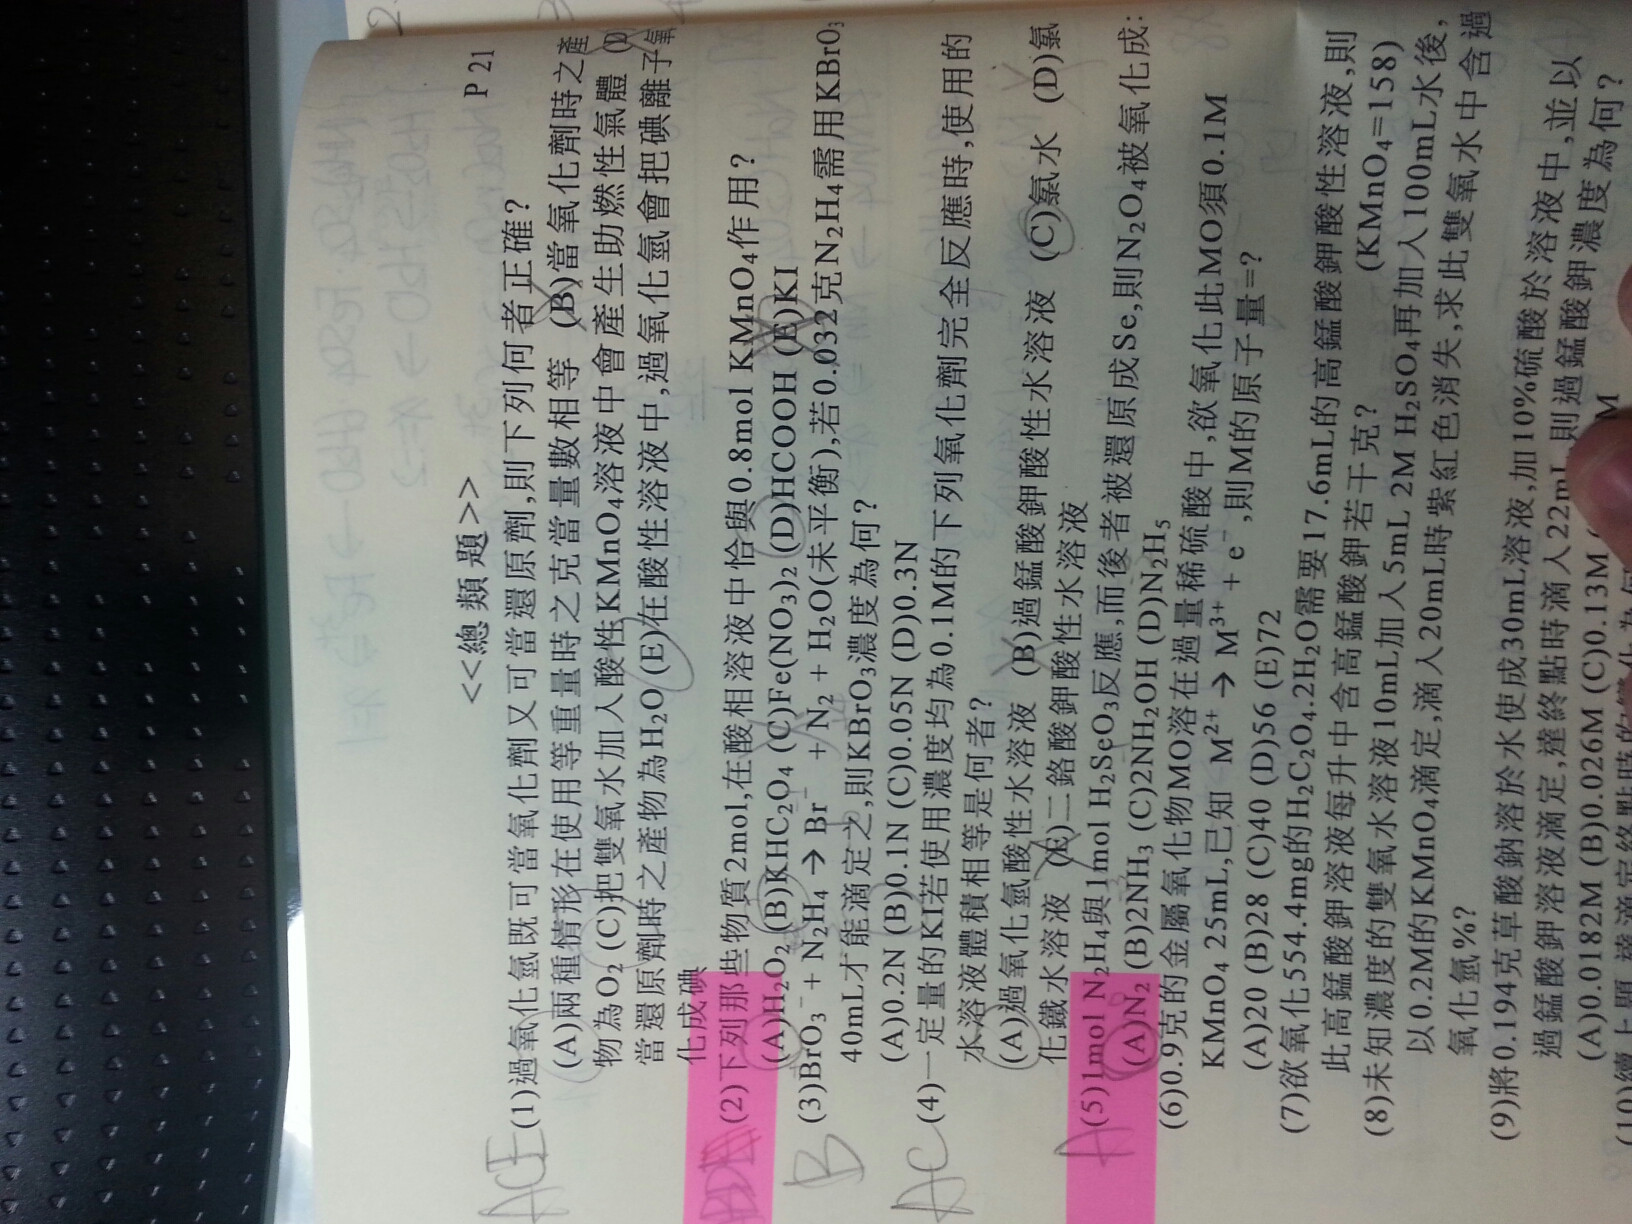 P 21
<<總 類 題>>
(1)過氧化氫既可當氧化劑又可當還原劑,則下列何者正確?
(A)兩種情形在使用等重量時之克當量數相等 (B)當氧化劑時之產
物為O2 (C)把雙氧水加入酸性KMnO4溶液中會產生助燃性氣體 (D)
當還原劑時之產物為H2O (E)在酸性溶液中,過氧化氫會把碘離子氧
化成碘
ACE
(2)下列那些物質2mol,在酸相溶液中恰與0.8mol KMnO4作用?
(A)H2O2 (B)KHC2O4 (C)Fe(NO3)2 (D)HCOOH (E)KI
(3)BrO3- + N2H4 → Br- + N2 + H2O(未平衡),若0.032克N2H4需用KBrO3
40mL才能滴定之,則KBrO3濃度為何?
(A)0.2N (B)0.1N (C)0.05N (D)0.3N
B
(4)一定量的KI若使用濃度均為0.1M的下列氧化劑完全反應時,使用的
水溶液體積相等是何者?
(A)過氧化氫酸性水溶液 (B)過錳酸鉀酸性水溶液 (C)氯水 (D)氯
化鐵水溶液 (E)二鉻酸鉀酸性水溶液
AC
(5)1mol N2H4與1mol H2SeO3反應,而後者被還原成Se,則N2O4被氧化成:
(A)N2 (B)2NH3 (C)2NH2OH (D)N2H5
A
(6)0.9克的金屬氧化物MO溶在過量稀硫酸中,欲氧化此MO須0.1M
KMnO4 25mL,已知 M2+ → M3+ + e- ,則M的原子量=?
(A)20 (B)28 (C)40 (D)56 (E)72
(7)欲氧化554.4mg的H2C2O4.2H2O需要17.6mL的高錳酸鉀酸性溶液,則
此高錳酸鉀溶液每升中含高錳酸鉀若干克? (KMnO4=158)
(8)未知濃度的雙氧水溶液10mL加入5mL 2M H2SO4再加入100mL水後,
以0.2M的KMnO4滴定,滴入20mL時紫紅色消失,求此雙氧水中含過
氧化氫%?
(9)將0.194克草酸鈉溶於水使成30mL溶液,加10%硫酸於溶液中,並以
過錳酸鉀溶液滴定,達終點時滴入22mL,則過錳酸鉀濃度為何?
(A)0.0182M (B)0.026M (C)0.13M